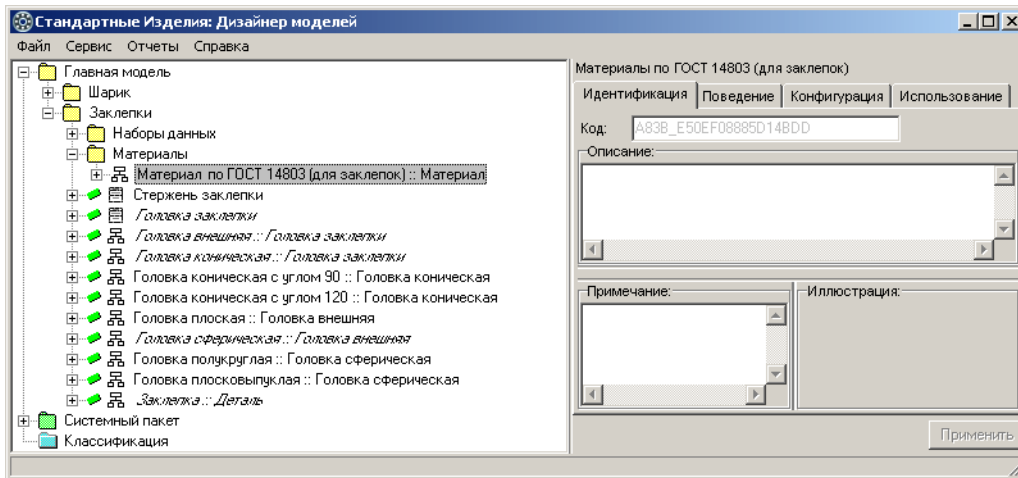 Стандартные Изделия: Дизайнер моделей
Файл Сервис Отчеты Справка
Главная модель
Шарик
Заклепки
Наборы данных
Материалы
Материал по ГОСТ 14803 (для заклепок) :: Материал
Стержень заклепки
Головка заклепки
Головка внешняя :: Головка заклепки
Головка коническая :: Головка заклепки
Головка коническая с углом 90 :: Головка коническая
Головка коническая с углом 120 :: Головка коническая
Головка плоская :: Головка внешняя
Головка сферическая :: Головка внешняя
Головка полукруглая :: Головка сферическая
Головка плосковыпуклая :: Головка сферическая
Заклепка :: Деталь
Системный пакет
Классификация
Материалы по ГОСТ 14803 (для заклепок)
Идентификация Поведение Конфигурация Использование
Код: A83B_E50EF08885D14BDD
Описание:
Примечание: Иллюстрация:
Применить